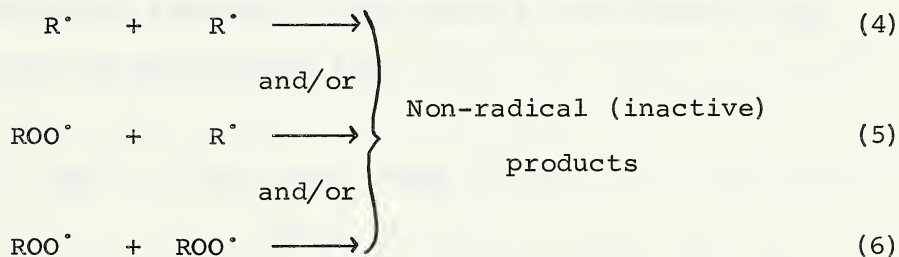 R° + R° ⟶ (4)
and/or
Non-radical (inactive)
ROO° + R° ⟶ (5)
products
and/or
ROO° + ROO° ⟶ (6)